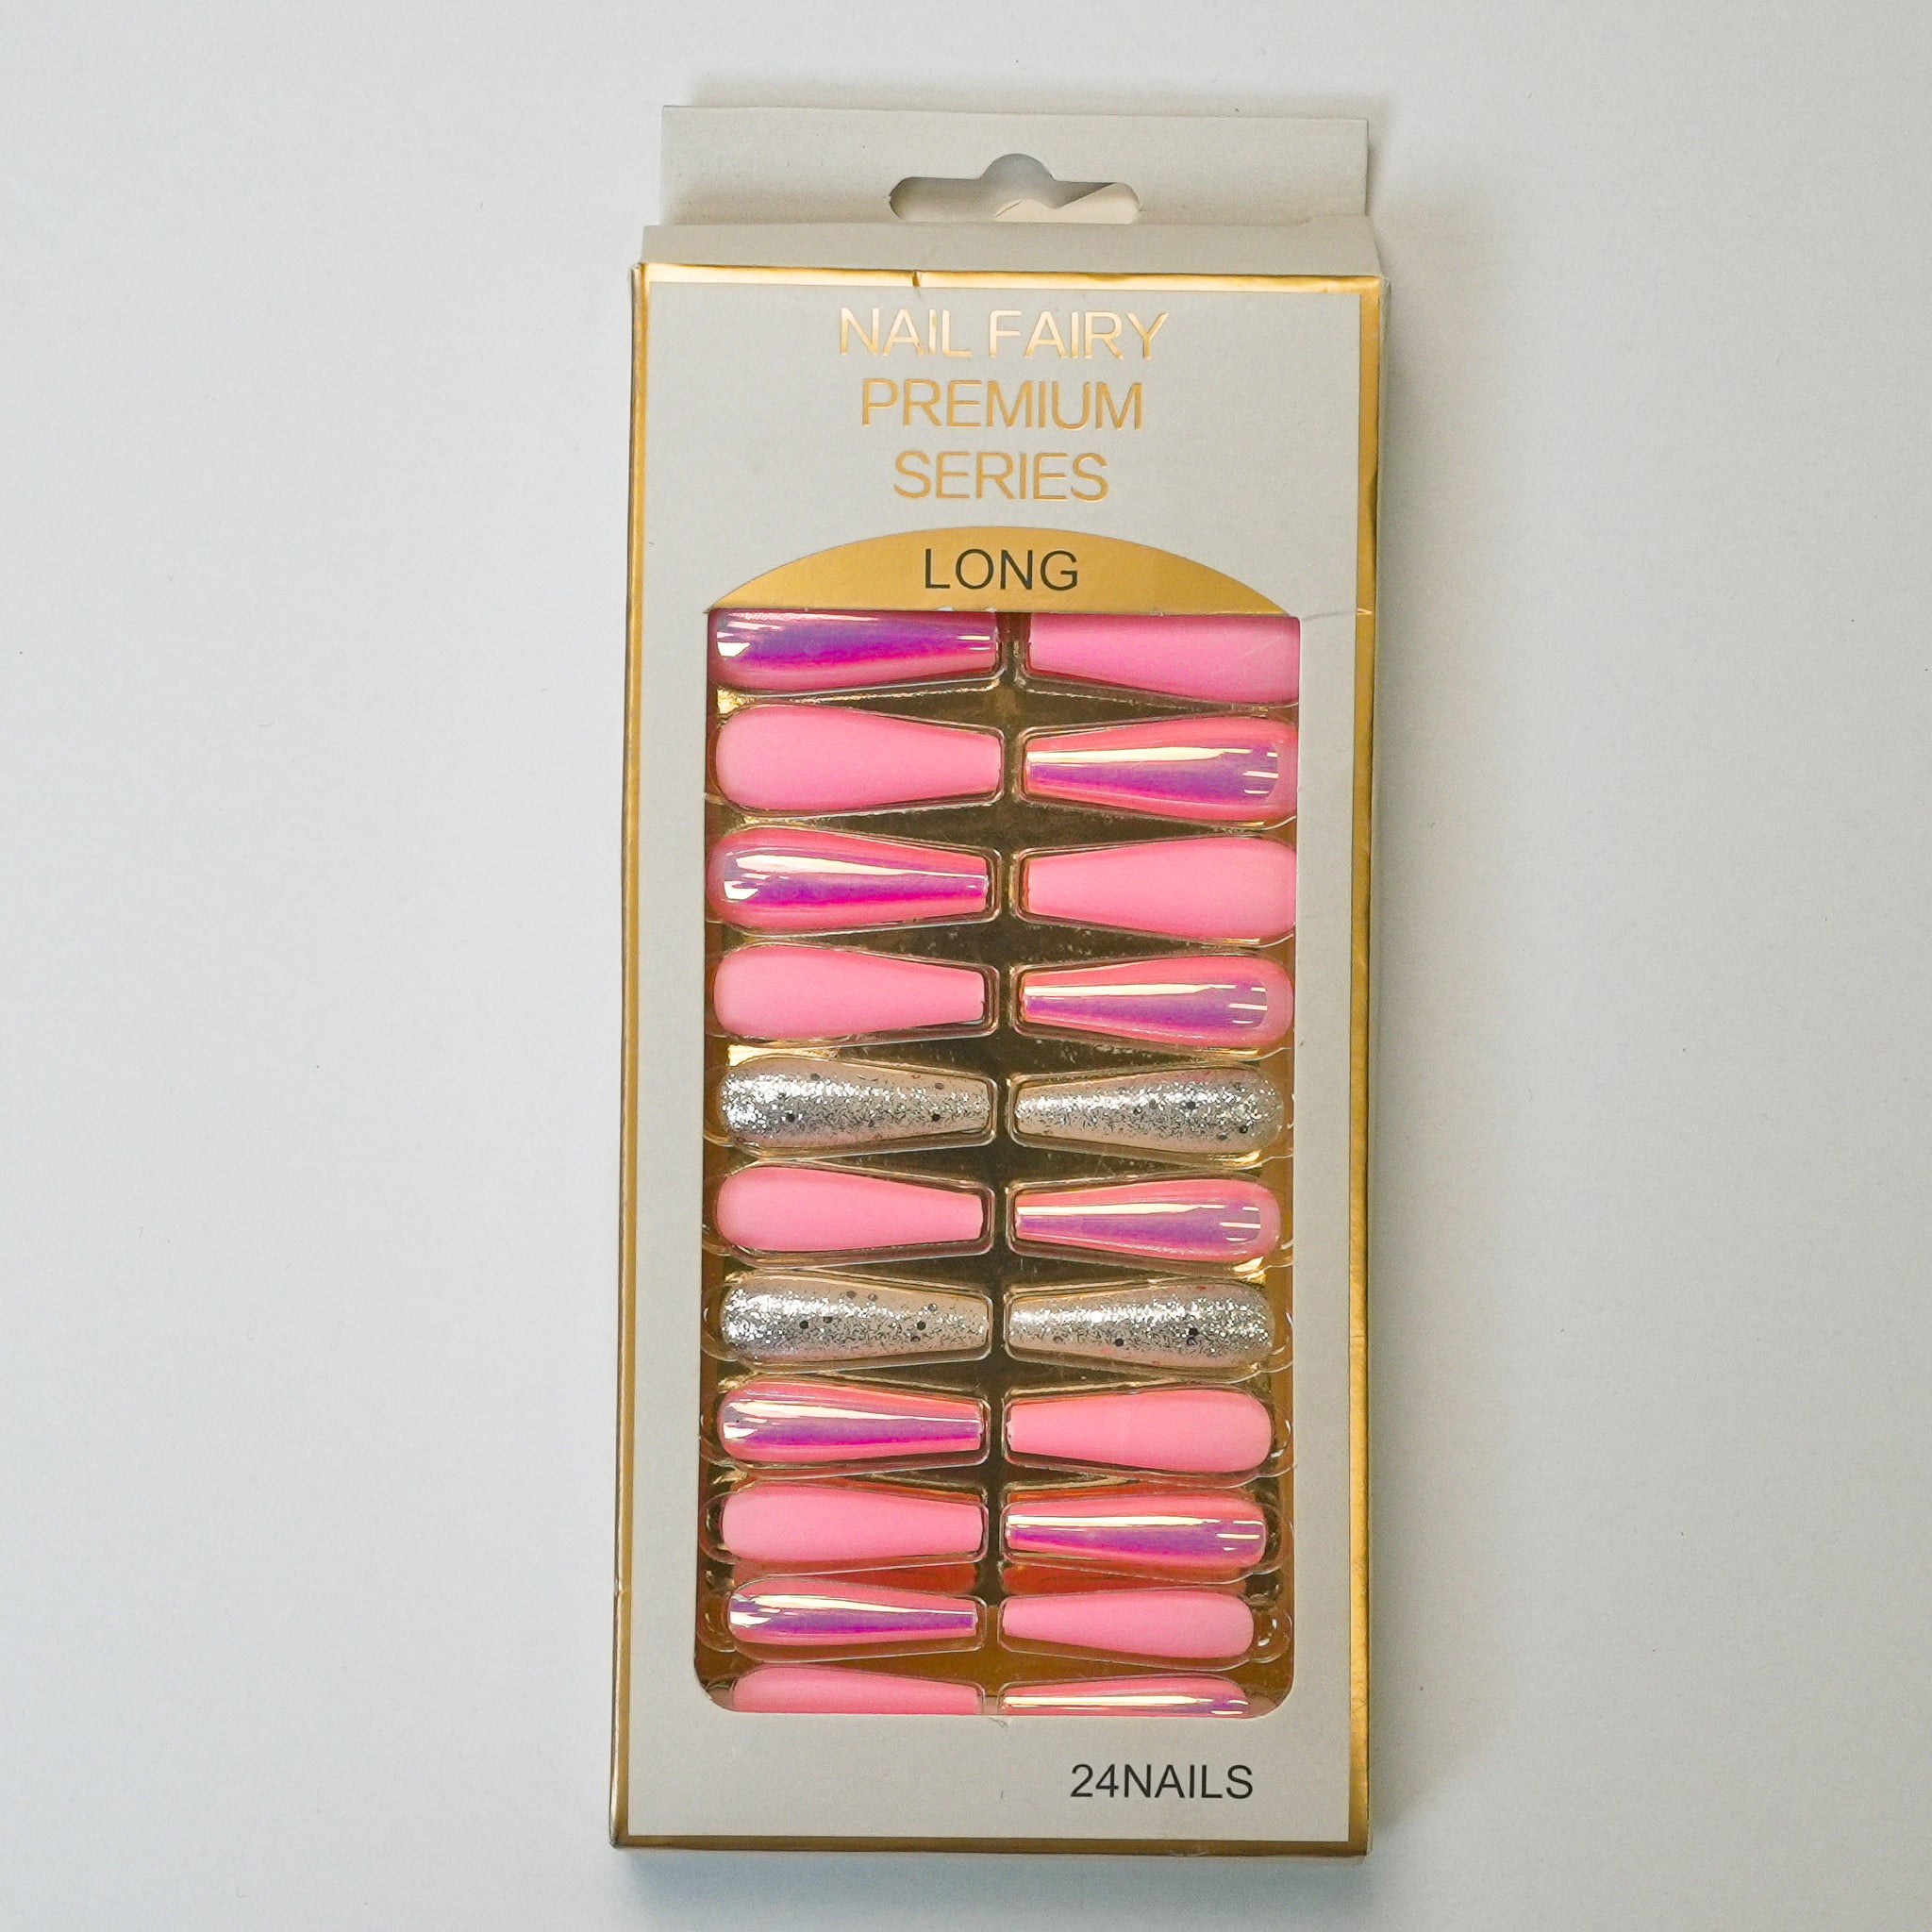 NAIL FAIRY
PREMIUM
SERIES
LONG
24NAILS